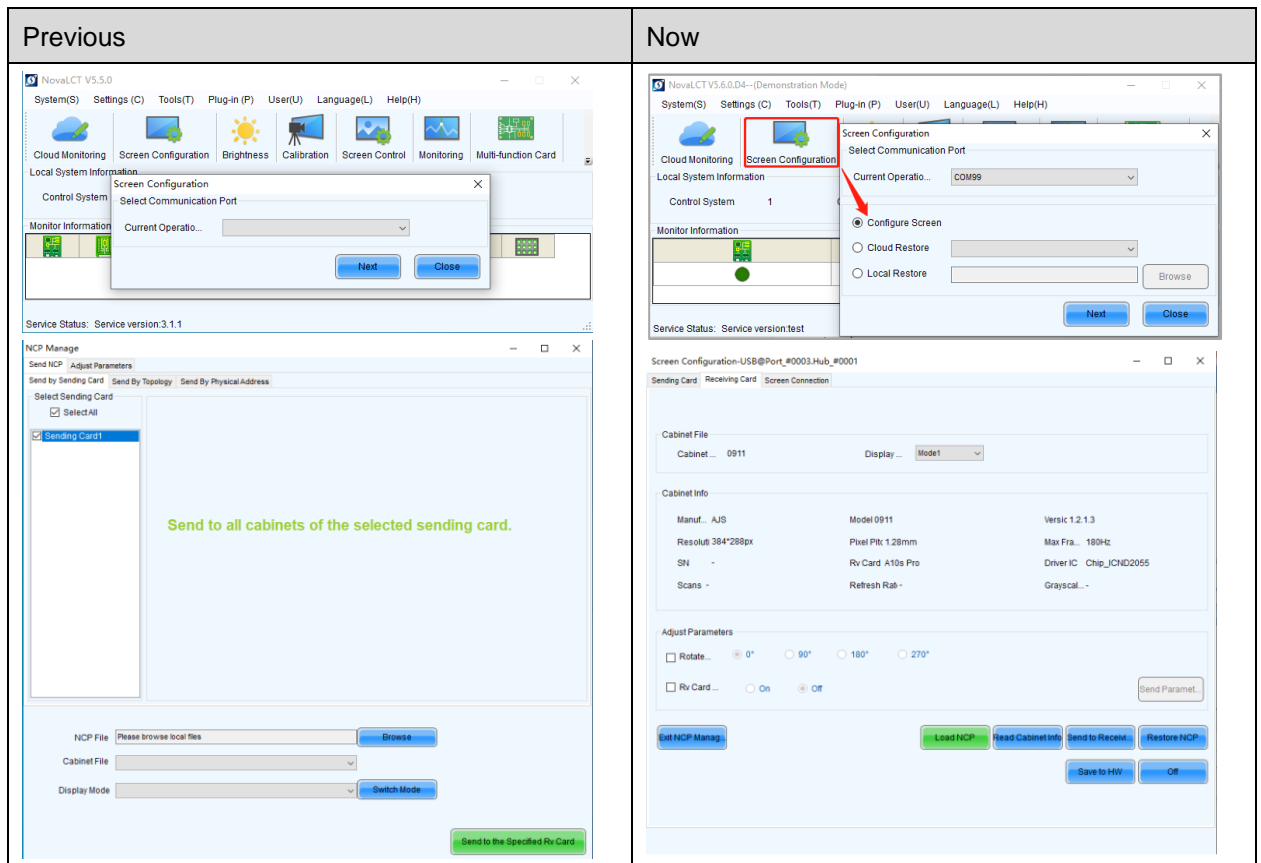 Previous
Now
NovaLCT V5.5.0
System(S) Settings (C) Tools(T) Plug-in (P) User(U) Language(L) Help(H)
Cloud Monitoring Screen Configuration Brightness Calibration Screen Control Monitoring Multi-function Card
Local System Information
Screen Configuration
Control System
Select Communication Port
Monitor Information
Current Operatio...
Next Close
Service Status: Service version:3.1.1
NCP Manage
Send NCP Adjust Parameters
Send by Sending Card Send By Topology Send By Physical Address
Select Sending Card
Select All
Sending Card1
Send to all cabinets of the selected sending card.
NCP File Please browse local files Browse
Cabinet File
Display Mode Switch Mode
Send to the Specified Rv Card
NovaLCT V5.6.0.D4--(Demonstration Mode)
System(S) Settings (C) Tools(T) Plug-in (P) User(U) Language(L) Help(H)
Cloud Monitoring Screen Configuration
Screen Configuration
Select Communication Port
Local System Information
Current Operatio... COM99
Control System 1
Configure Screen
Monitor Information
Cloud Restore
Local Restore Browse
Next Close
Service Status: Service version:test
Screen Configuration-USB@Port_#0003.Hub_#0001
Sending Card Receiving Card Screen Connection
Cabinet File
Cabinet ... 0911 Display ... Mode1
Cabinet Info
Manuf... AJS Model 0911 Versic 1.2.1.3
Resoluti 384*288px Pixel Pitc 1.28mm Max Fra... 180Hz
SN - Rv Card A10s Pro Driver IC Chip_ICND2055
Scans - Refresh Rat - Grayscal... -
Adjust Parameters
Rotate... 0° 90° 180° 270°
Rv Card ... On Off Send Paramet...
Exit NCP Manag... Load NCP Read Cabinet Info Send to Receivi... Restore NCP
Save to HW Off